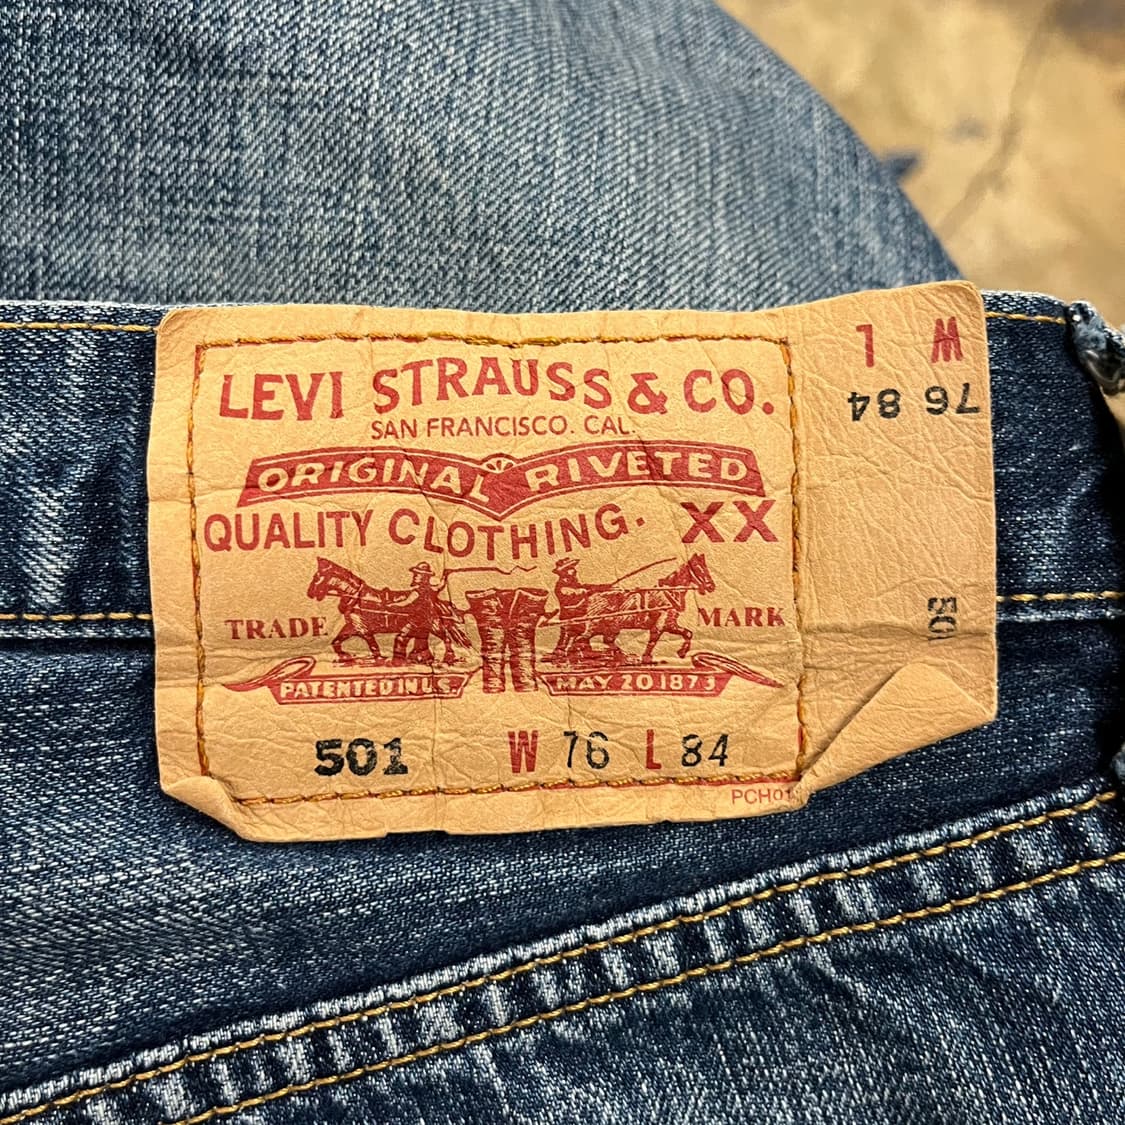 LEVI STRAUSS & CO.
SAN FRANCISCO. CAL.
ORIGINAL RIVETED
QUALITY CLOTHING. XX
TRADE MARK
PATENTED IN U.S. MAY 20 1873
501 W 76 L 84
W L
76 84